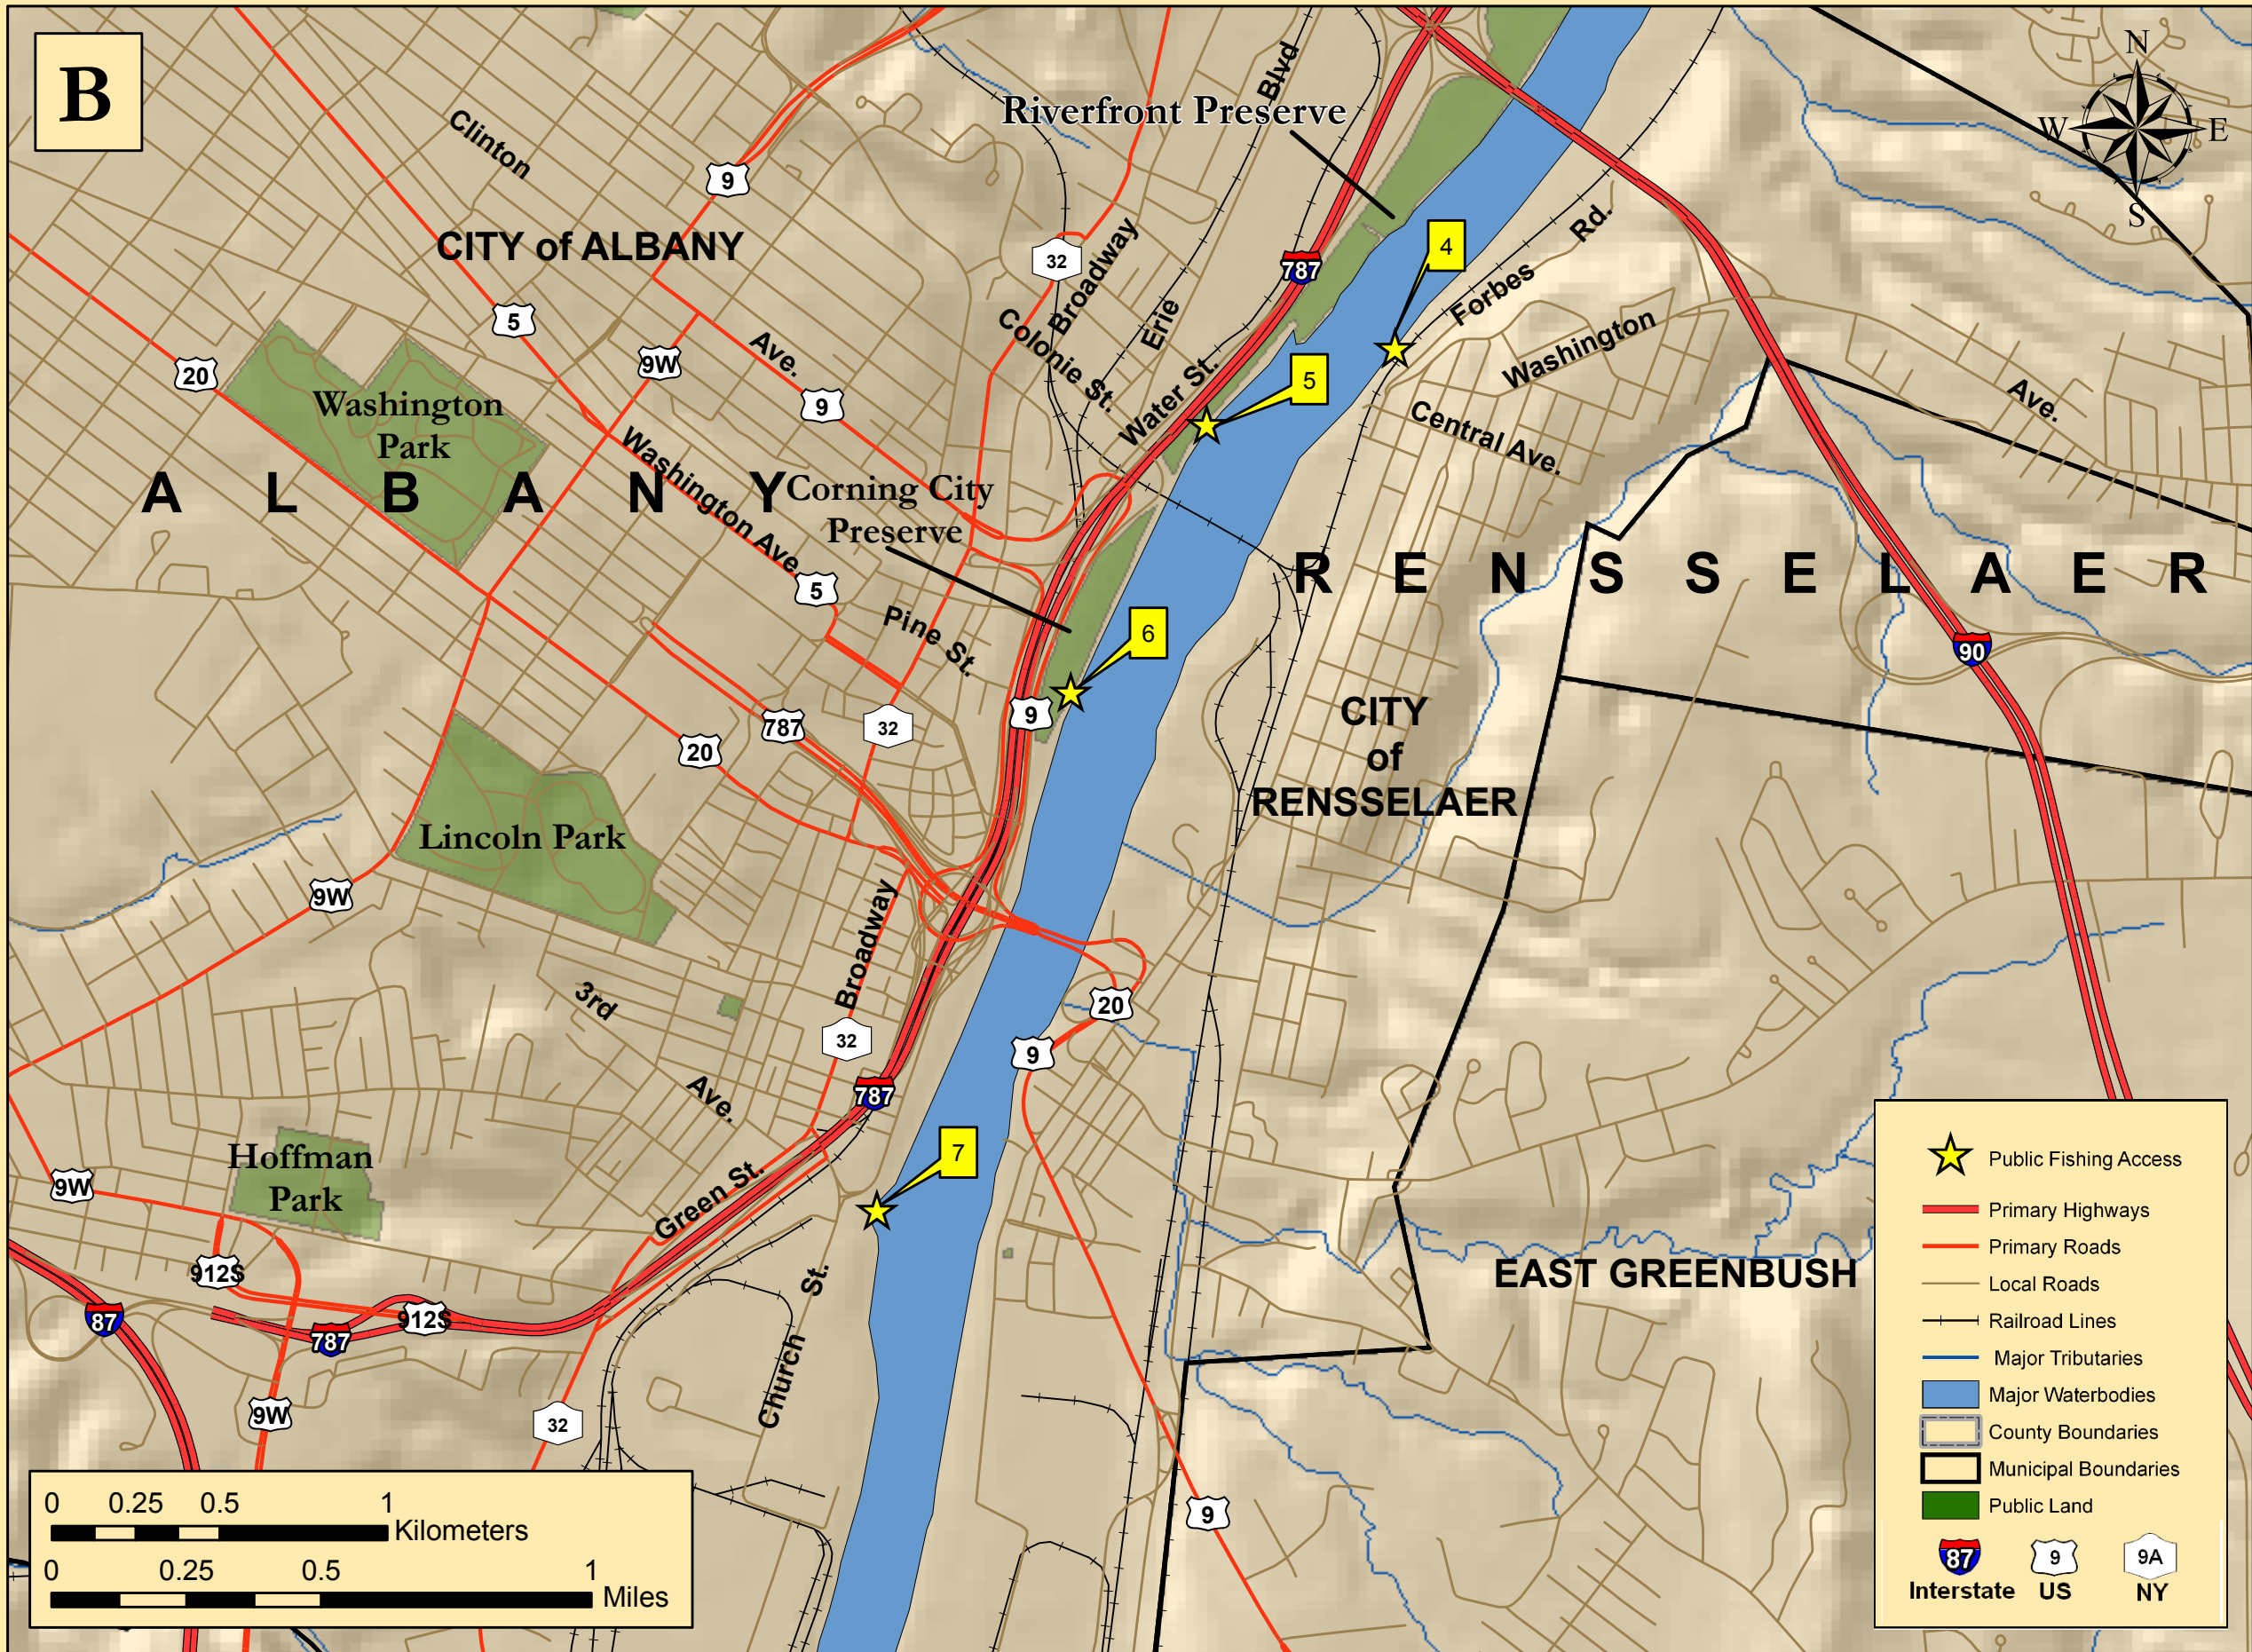 B
Clinton
CITY of ALBANY
Riverfront Preserve
Blvd
N
W
E
S
9
32
Broadway
Erie
Colonie St.
787
4
Forbes
Rd.
Washington
Ave.
20
5
9W
Ave.
9
Washington
Park
Water St.
5
Central Ave.
ALBANY
Washington Ave.
Corning City
Preserve
RENSSELAER
5
Pine St.
6
90
9
32
787
20
CITY
of
RENSSELAER
Lincoln Park
9W
Broadway
3rd
Ave.
32
20
9
787
7
Hoffman
Park
9W
Green St.
912S
87
787
912S
Church
St.
EAST GREENBUSH
9W
32
9
0 0.25 0.5 1
Kilometers
0 0.25 0.5 1
Miles
Public Fishing Access
Primary Highways
Primary Roads
Local Roads
Railroad Lines
Major Tributaries
Major Waterbodies
County Boundaries
Municipal Boundaries
Public Land
87 9 9A
Interstate US NY